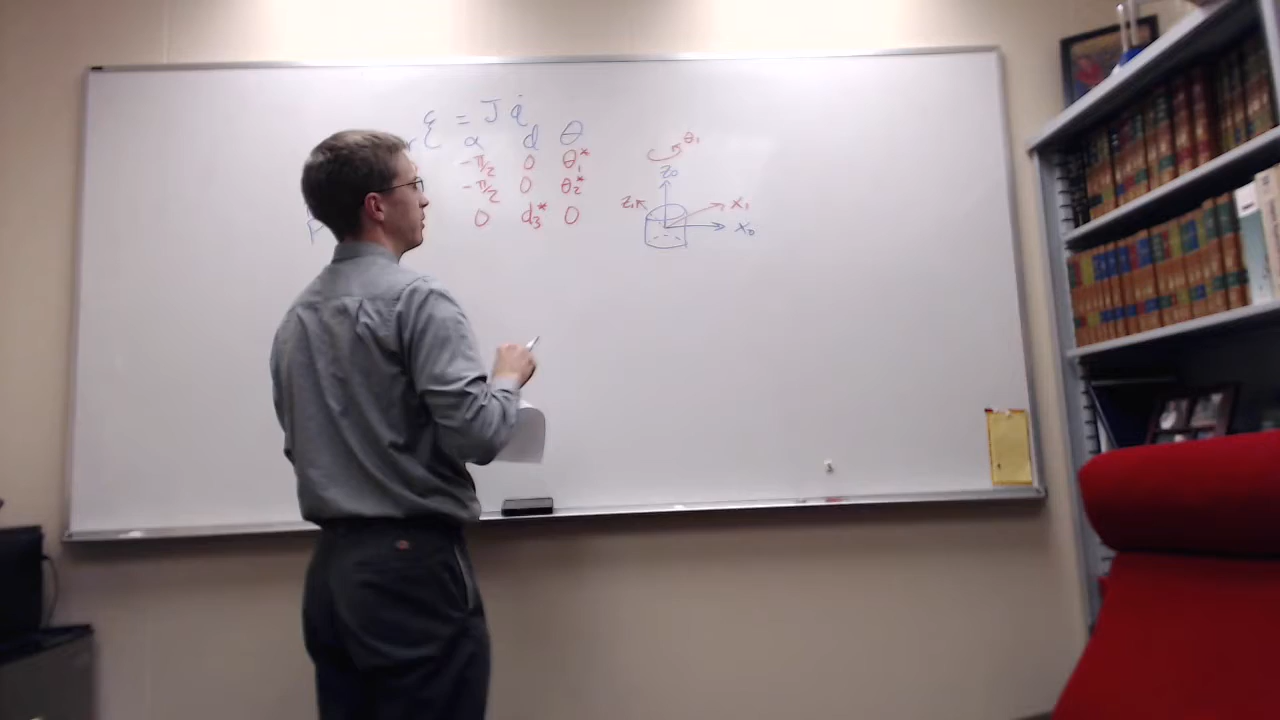 ξ = J q̇
r α d θ
-π/2 0 θ₁*
-π/2 0 θ₂*
0 d₃* 0
θ₁
Z₀
Z₁
X₁
X₀